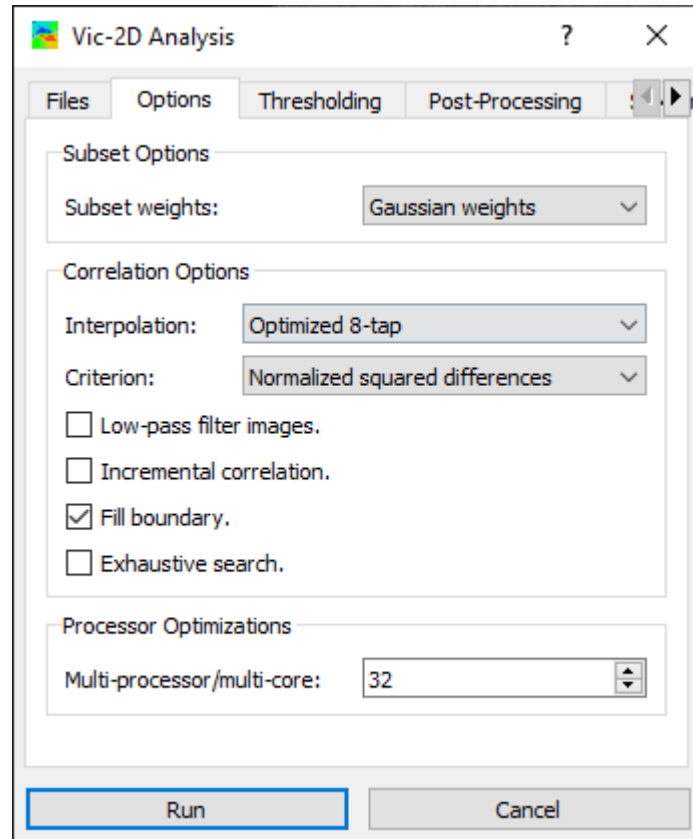 Vic-2D Analysis
Files Options Thresholding Post-Processing
Subset Options
Subset weights: Gaussian weights
Correlation Options
Interpolation: Optimized 8-tap
Criterion: Normalized squared differences
Low-pass filter images.
Incremental correlation.
Fill boundary.
Exhaustive search.
Processor Optimizations
Multi-processor/multi-core: 32
Run Cancel